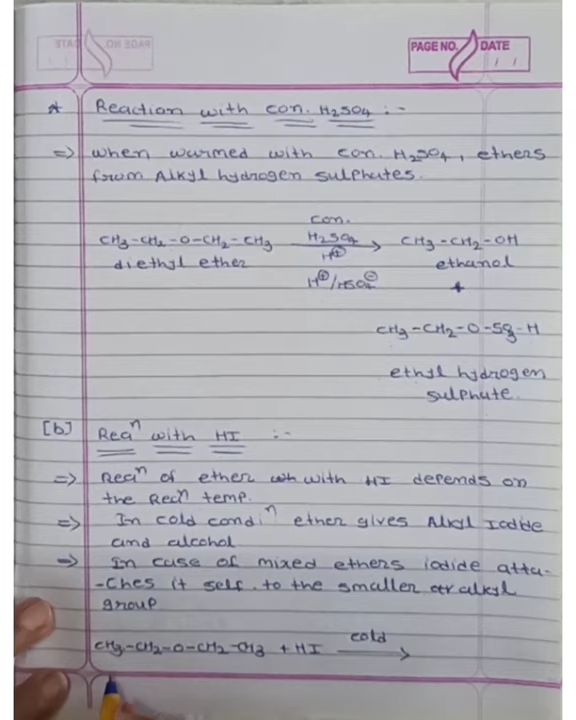 PAGE NO. DATE
* Reaction with con. H2SO4 :-
=> when warmed with con. H2SO4, ethers
from Alkyl hydrogen sulphates.
con.
CH3-CH2-O-CH2-CH3 H2SO4 → CH3-CH2-OH
diethyl ether H⊕ ethanol
H⊕/HSO4⊖ +
CH3-CH2-O-SO3-H
ethyl hydrogen
sulphate.
[b] Reaⁿ with HI :-
=> Reaⁿ of ether wh with HI depends on
the Reaⁿ temp.
=> In cold condiⁿ ether gives Alkyl Iodide
and alcohol
=> In case of mixed ethers iodide atta-
-ches it self to the smaller alkyl
group
CH3-CH2-O-CH2-CH3 + HI cold →